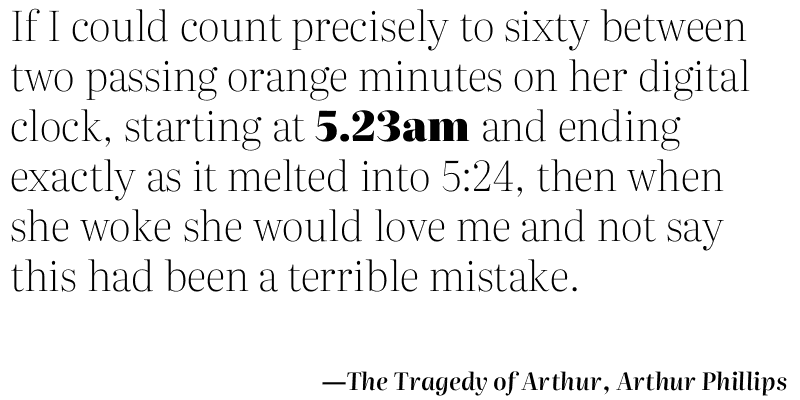 If I could count precisely to sixty between
two passing orange minutes on her digital
clock, starting at 5.23am and ending
exactly as it melted into 5:24, then when
she woke she would love me and not say
this had been a terrible mistake.
—The Tragedy of Arthur, Arthur Phillips